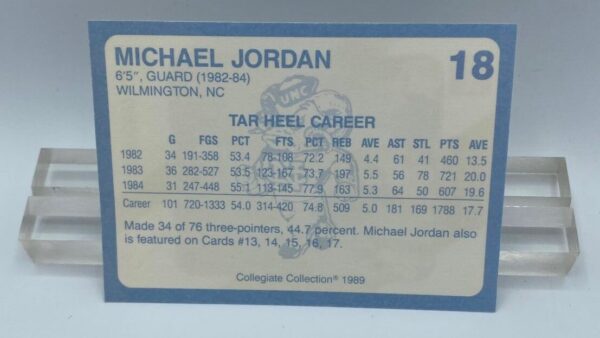 MICHAEL JORDAN 18
6'5", GUARD (1982-84)
WILMINGTON, NC
UNC
TAR HEEL CAREER
G FGS PCT FTS PCT REB AVE AST STL PTS AVE
1982 34 191-358 53.4 78-108 72.2 149 4.4 61 41 460 13.5
1983 36 282-527 53.5 123-167 73.7 197 5.5 56 78 721 20.0
1984 31 247-448 55.1 113-145 77.9 163 5.3 64 50 607 19.6
Career 101 720-1333 54.0 314-420 74.8 509 5.0 181 169 1788 17.7
Made 34 of 76 three-pointers, 44.7 percent. Michael Jordan also
is featured on Cards #13, 14, 15, 16, 17.
Collegiate Collection® 1989